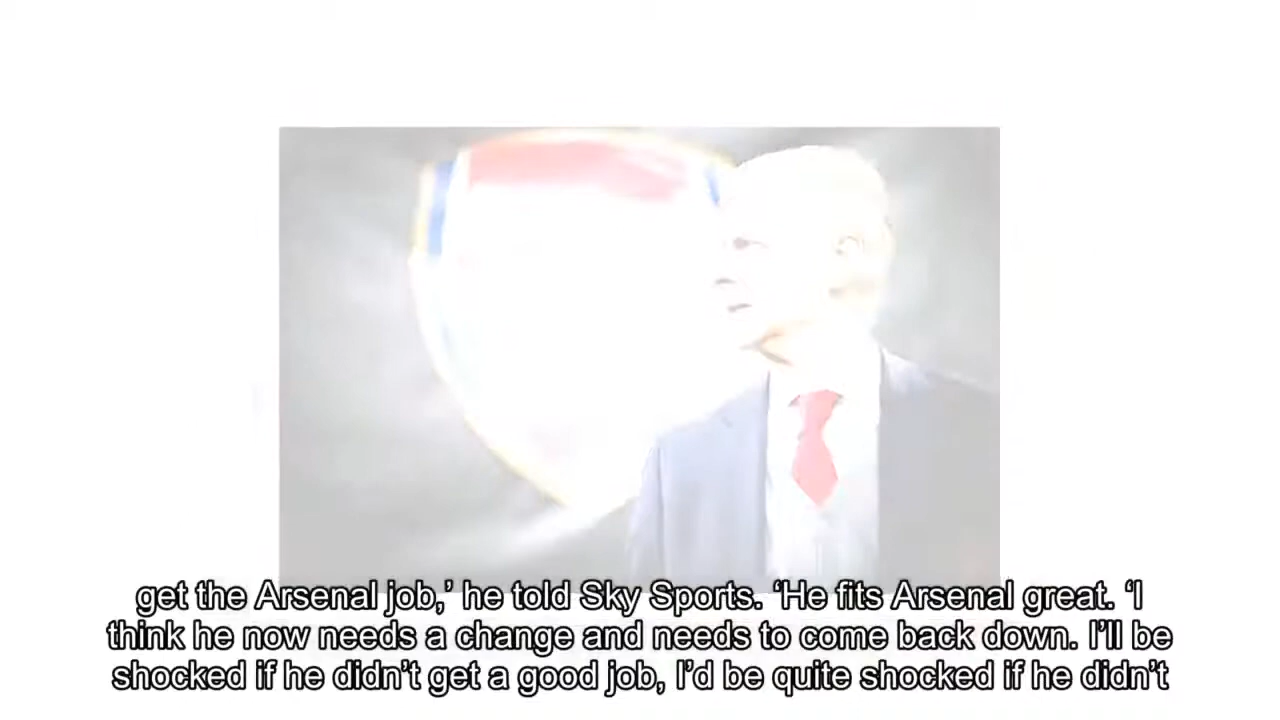 get the Arsenal job,’ he told Sky Sports. ‘He fits Arsenal great. ‘I
think he now needs a change and needs to come back down. I’ll be
shocked if he didn’t get a good job, I’d be quite shocked if he didn’t